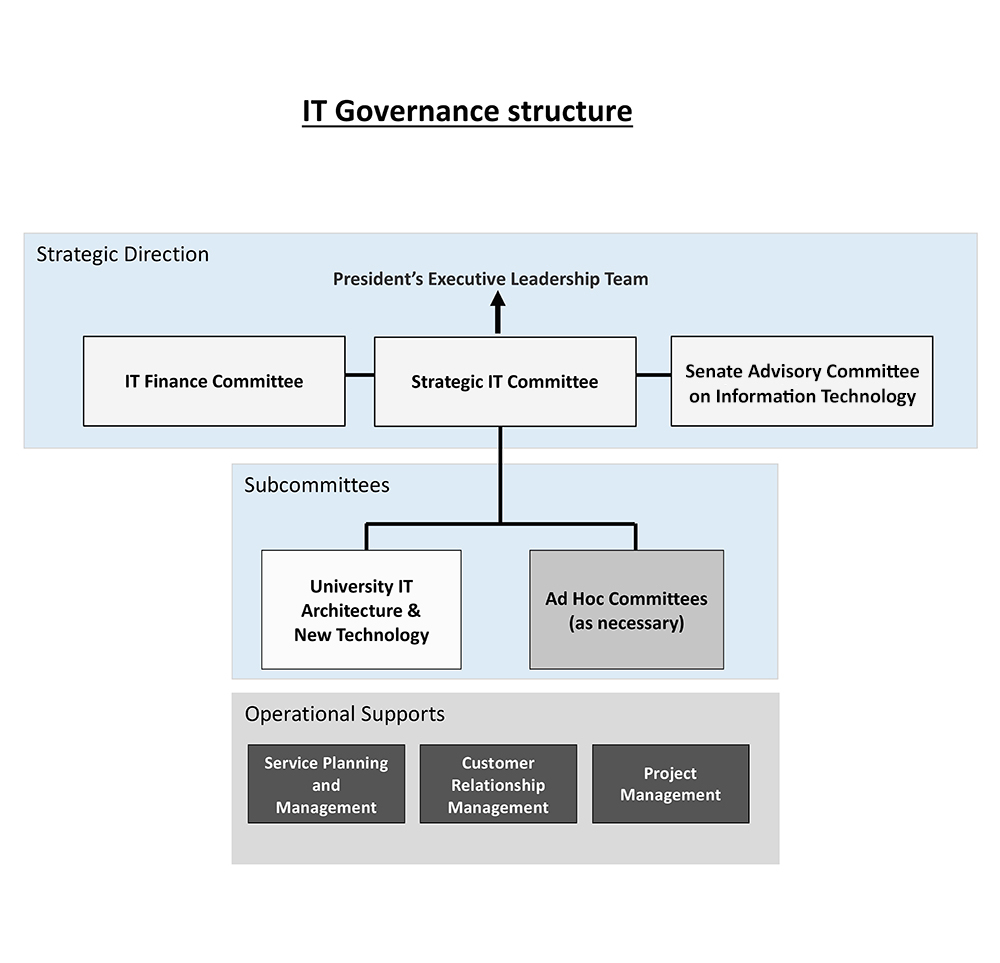 IT Governance structure
Strategic Direction
President’s Executive Leadership Team
IT Finance Committee
Strategic IT Committee
Senate Advisory Committee
on Information Technology
Subcommittees
University IT
Architecture &
New Technology
Ad Hoc Committees
(as necessary)
Operational Supports
Service Planning
and
Management
Customer
Relationship
Management
Project
Management